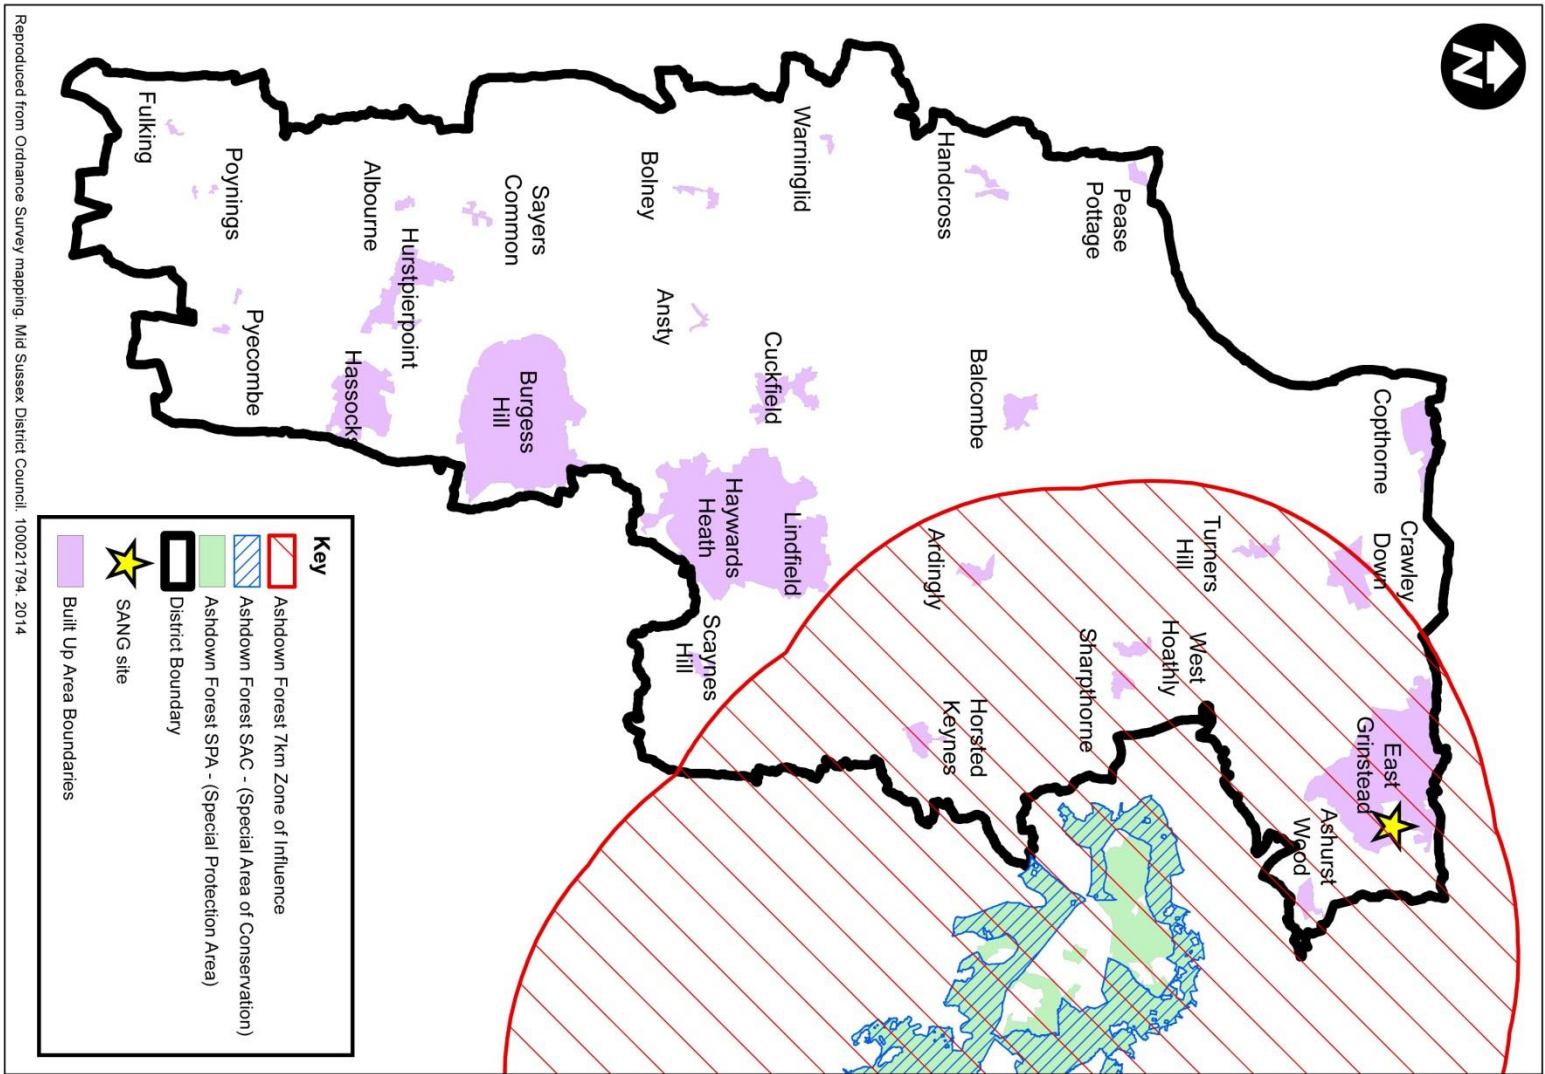 N
Pease
Pottage
Copthorne
Crawley
Down
East
Grinstead
Ashurst
Wood
Turners
Hill
West
Hoathly
Sharpthorne
Handcross
Balcombe
Ardingly
Horsted
Keynes
Warninglid
Cuckfield
Lindfield
Haywards
Heath
Scaynes
Hill
Bolney
Ansty
Sayers
Common
Burgess
Hill
Albourne
Hurstpierpoint
Hassocks
Poynings
Pyecombe
Fulking
Key
Ashdown Forest 7km Zone of Influence
Ashdown Forest SAC - (Special Area of Conservation)
Ashdown Forest SPA - (Special Protection Area)
District Boundary
SANG site
Built Up Area Boundaries
Reproduced from Ordnance Survey mapping. Mid Sussex District Council. 100021794. 2014